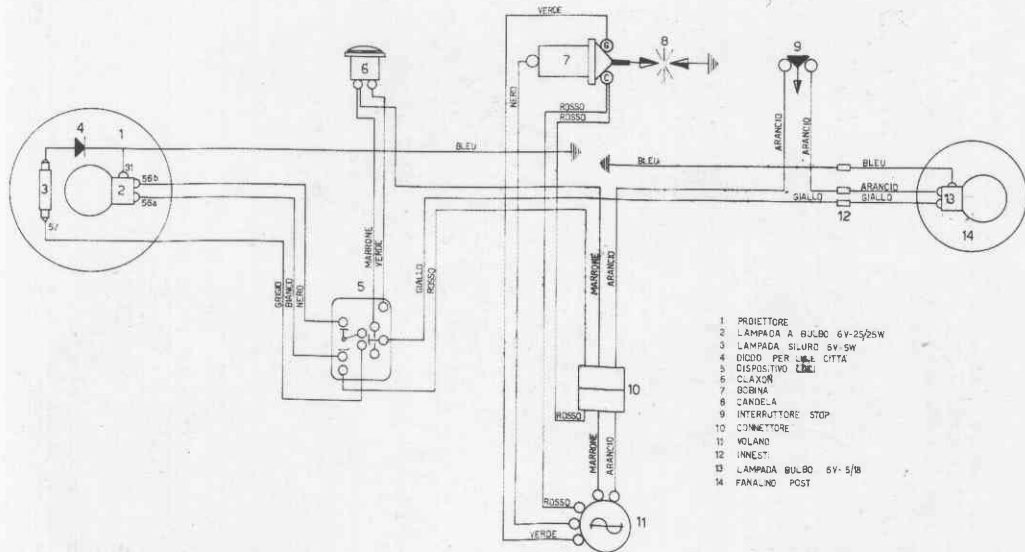 VERDE
8
9
6
7
G
C
NERO
ROSSO
ROSSO
ARANCIO
ARANCIO
4
1
BLEU
BLEU
BLEU
31
3
2
56b
56a
ARANCIO
GIALLO
GIALLO
13
12
14
57
GRIGIO
BIANCO
NERO
MARRONE
VERDE
5
GIALLO
ROSSO
MARRONE
ARANCIO
10
ROSSO
MARRONE
ARANCIO
ROSSO
11
VERDE
1 PROIETTORE
2 LAMPADA A BULBO 6V-25/25W
3 LAMPADA SILURO 6V-5W
4 DIODO PER CITTÀ
5 DISPOSITIVO
6 CLAXON
7 BOBINA
8 CANDELA
9 INTERRUTTORE STOP
10 CONNETTORE
11 VOLANO
12 INNESTI
13 LAMPADA BULBO 6V-5/18
14 FANALINO POST